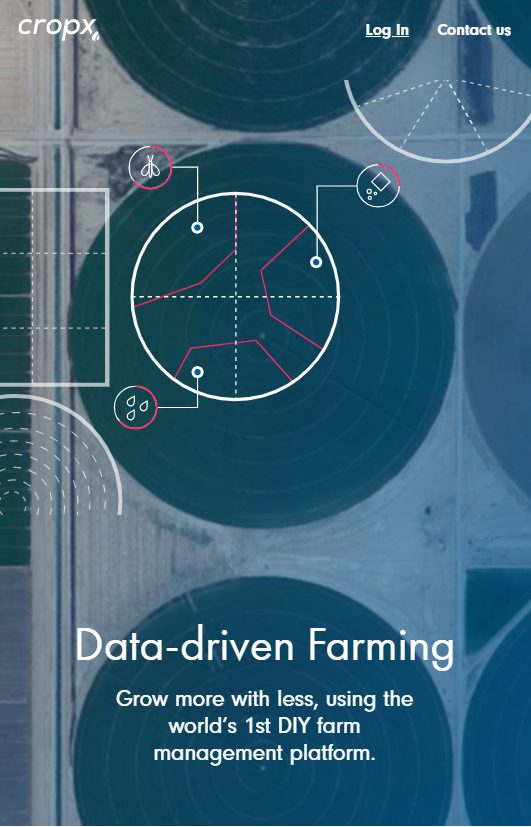 cropx
Log In
Contact us
Data-driven Farming
Grow more with less, using the
world's 1st DIY farm
management platform.